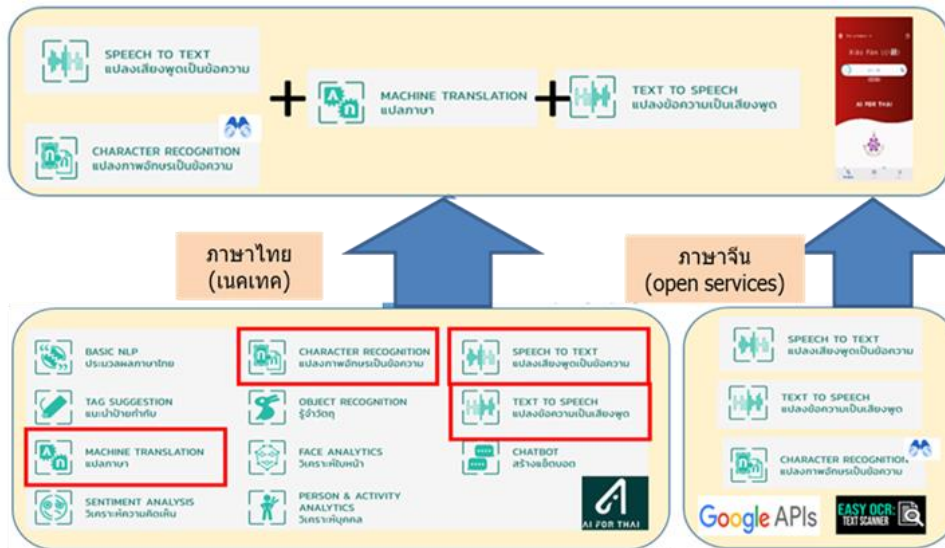 SPEECH TO TEXT
แปลงเสียงพูดเป็นข้อความ
CHARACTER RECOGNITION
แปลงภาพอักษรเป็นข้อความ
+
MACHINE TRANSLATION
แปลภาษา
+
TEXT TO SPEECH
แปลงข้อความเป็นเสียงพูด
AI FOR THAI
ภาษาไทย
(เนคเทค)
ภาษาจีน
(open services)
BASIC NLP
ประมวลผลภาษาไทย
TAG SUGGESTION
แนะนำป้ายกำกับ
MACHINE TRANSLATION
แปลภาษา
SENTIMENT ANALYSIS
วิเคราะห์ความคิดเห็น
CHARACTER RECOGNITION
แปลงภาพอักษรเป็นข้อความ
OBJECT RECOGNITION
รู้จำวัตถุ
FACE ANALYTICS
วิเคราะห์ใบหน้า
PERSON & ACTIVITY
ANALYTICS
วิเคราะห์บุคคล
SPEECH TO TEXT
แปลงเสียงพูดเป็นข้อความ
TEXT TO SPEECH
แปลงข้อความเป็นเสียงพูด
CHATBOT
สร้างแช็ตบอต
AI FOR THAI
SPEECH TO TEXT
แปลงเสียงพูดเป็นข้อความ
TEXT TO SPEECH
แปลงข้อความเป็นเสียงพูด
CHARACTER RECOGNITION
แปลงภาพอักษรเป็นข้อความ
Google APIs
EASY OCR:
TEXT SCANNER